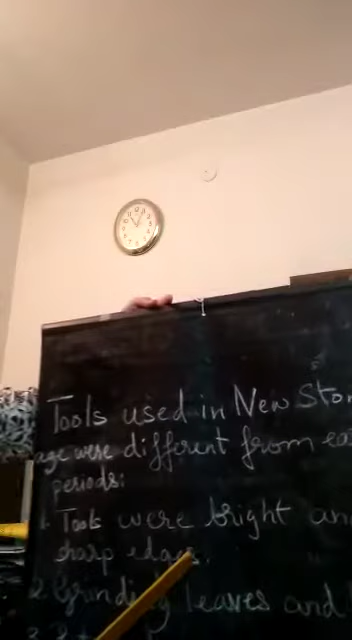 Tools used in New Ston
age were different from ea
periods:
1. Tools were bright an
sharp edges.
2. Grinding leaves and